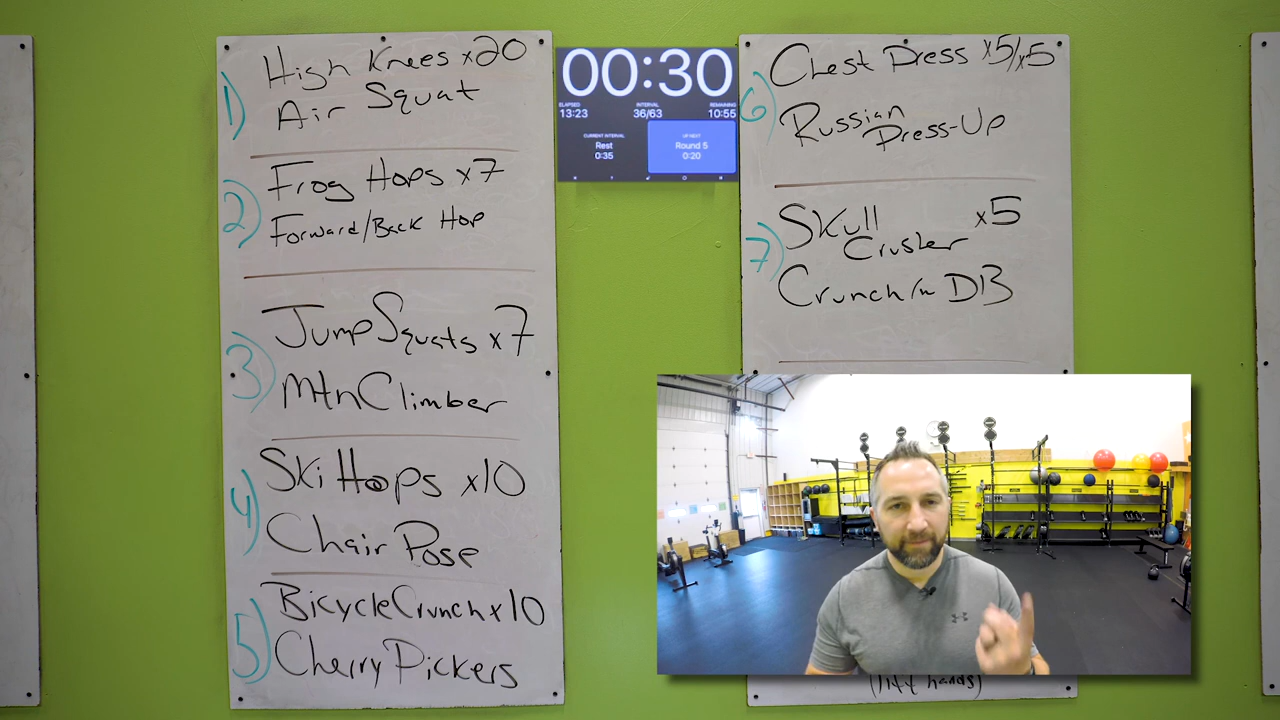 1) High Knees x20
Air Squat
2) Frog Hops x7
Forward/Back Hop
3) Jump Squats x7
Mtn Climber
4) Ski Hops x10
Chair Pose
5) Bicycle Crunch x10
Cherry Pickers
00:30
ELAPSED INTERVAL REMAINING
13:23 36/63 10:55
CURRENT INTERVAL
Rest
0:35
UP NEXT
Round 5
0:20
6) Chest Press x5/x5
Russian
Press-Up
7) Skull x5
Crusher
Crunch /w DB
hands)